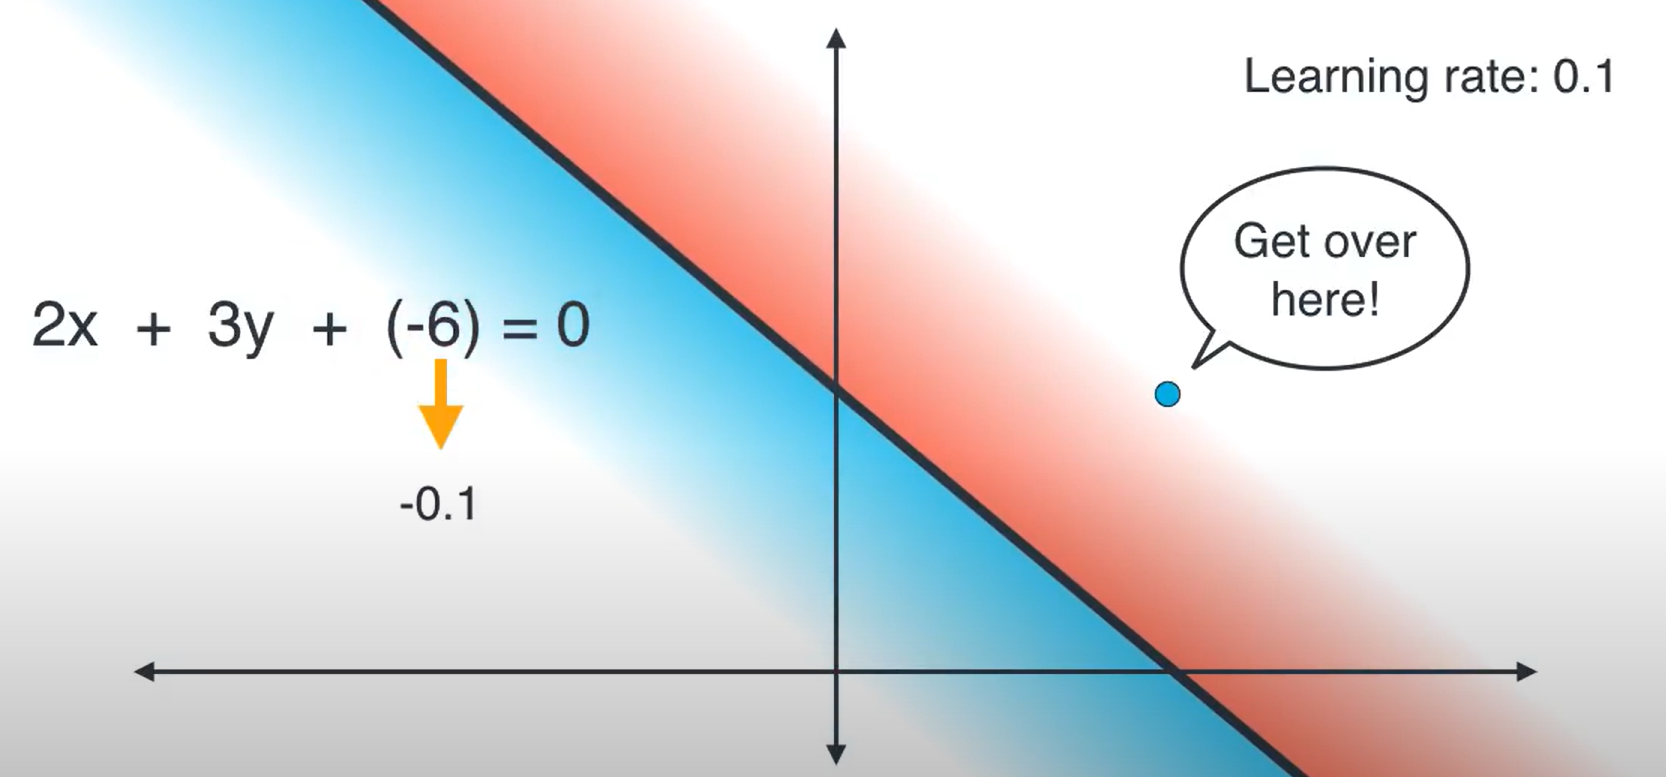 Learning rate: 0.1
Get over
here!
2x + 3y + (-6) = 0
-0.1